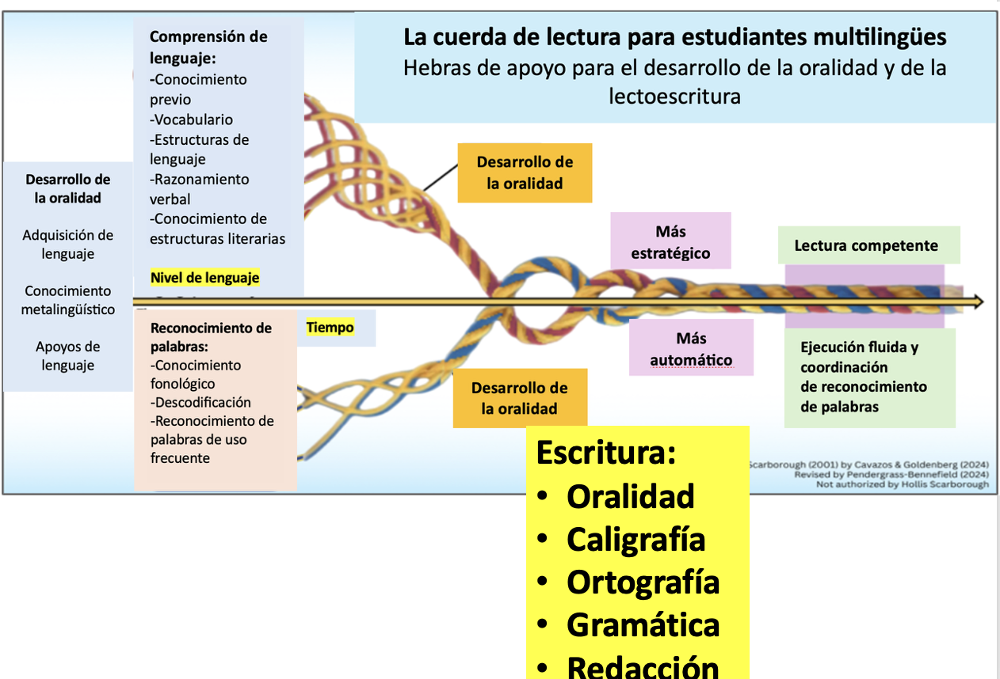 La cuerda de lectura para estudiantes multilingües
Hebras de apoyo para el desarrollo de la oralidad y de la
lectoescritura
Desarrollo de
la oralidad
Adquisición de
lenguaje
Conocimiento
metalingüístico
Apoyos de
lenguaje
Comprensión de
lenguaje:
-Conocimiento
previo
-Vocabulario
-Estructuras de
lenguaje
-Razonamiento
verbal
-Conocimiento de
estructuras literarias
Nivel de lenguaje
Reconocimiento de
palabras:
-Conocimiento
fonológico
-Descodificación
-Reconocimiento de
palabras de uso
frecuente
Tiempo
Desarrollo de
la oralidad
Desarrollo de
la oralidad
Más
estratégico
Más
automático
Lectura competente
Ejecución fluida y
coordinación
de reconocimiento
de palabras
Scarborough (2001) by Cavazos & Goldenberg (2024)
Revised by Pendergrass-Bennefield (2024)
Not authorized by Hollis Scarborough
Escritura:
• Oralidad
• Caligrafía
• Ortografía
• Gramática
• Redacción